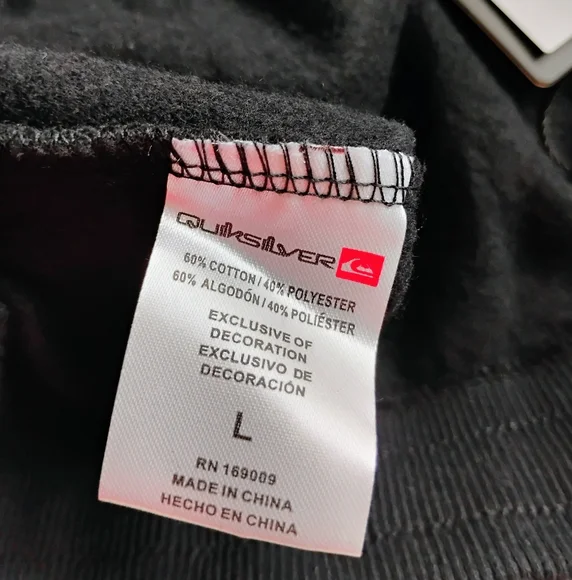 QUIKSILVER
60% COTTON / 40% POLYESTER
60% ALGODÓN / 40% POLIÉSTER
EXCLUSIVE OF
DECORATION
EXCLUSIVO DE
DECORACIÓN
L
RN 169009
MADE IN CHINA
HECHO EN CHINA